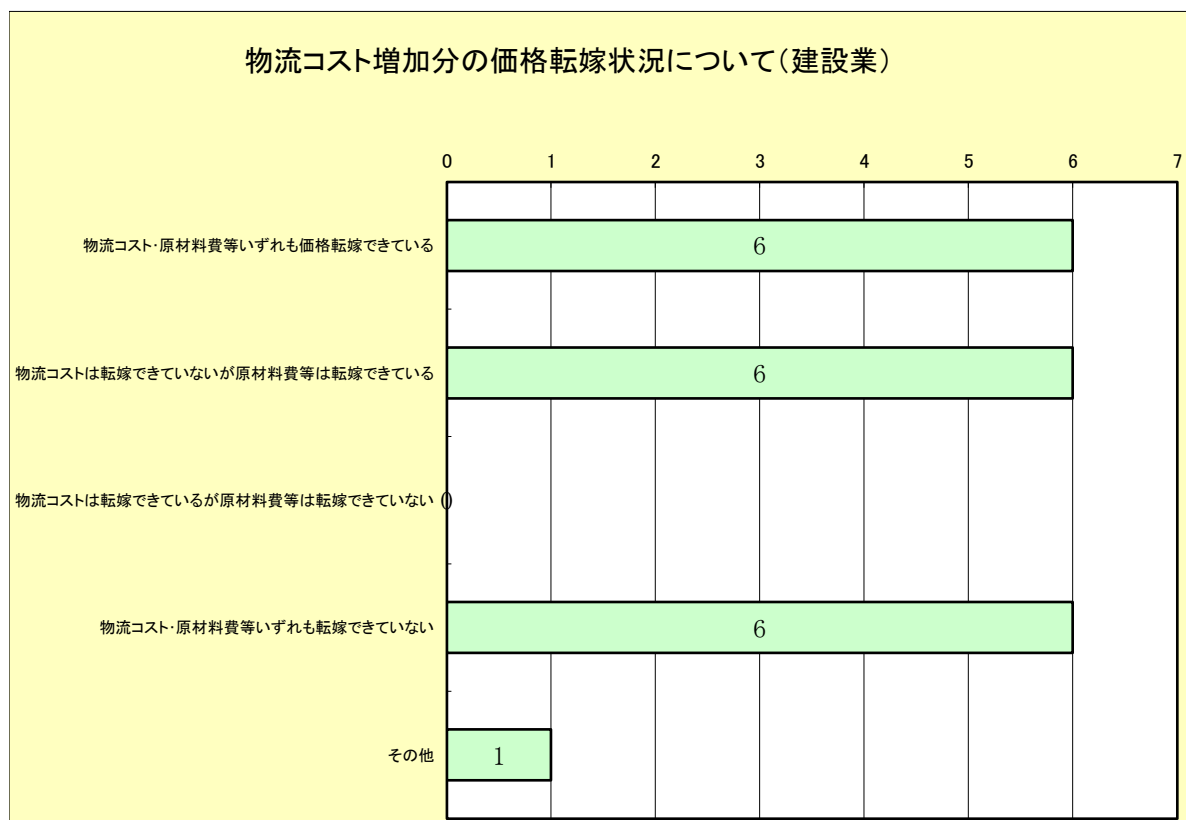 物流コスト増加分の価格転嫁状況について(建設業)
0 1 2 3 4 5 6 7
物流コスト・原材料費等いずれも価格転嫁できている 6
物流コストは転嫁できていないが原材料費等は転嫁できている 6
物流コストは転嫁できているが原材料費等は転嫁できていない 0
物流コスト・原材料費等いずれも転嫁できていない 6
その他 1